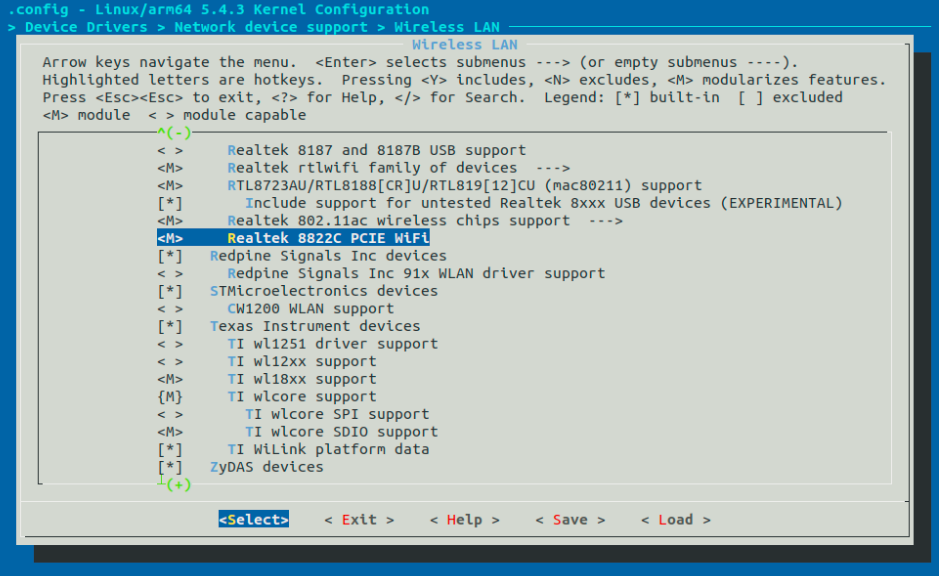 .config - Linux/arm64 5.4.3 Kernel Configuration
> Device Drivers > Network device support > Wireless LAN
Wireless LAN
Arrow keys navigate the menu.  <Enter> selects submenus ---> (or empty submenus ----).
Highlighted letters are hotkeys.  Pressing <Y> includes, <N> excludes, <M> modularizes features.
Press <Esc><Esc> to exit, <?> for Help, </> for Search.  Legend: [*] built-in  [ ] excluded
<M> module  < > module capable
^(-)
< >     Realtek 8187 and 8187B USB support
<M>     Realtek rtlwifi family of devices  --->
<M>     RTL8723AU/RTL8188[CR]U/RTL819[12]CU (mac80211) support
[*]       Include support for untested Realtek 8xxx USB devices (EXPERIMENTAL)
<M>     Realtek 802.11ac wireless chips support  --->
<M>     Realtek 8822C PCIE WiFi
[*]   Redpine Signals Inc devices
< >     Redpine Signals Inc 91x WLAN driver support
[*]   STMicroelectronics devices
< >     CW1200 WLAN support
[*]   Texas Instrument devices
< >     TI wl1251 driver support
< >     TI wl12xx support
<M>     TI wl18xx support
{M}     TI wlcore support
< >       TI wlcore SPI support
<M>       TI wlcore SDIO support
[*]     TI WiLink platform data
[*]   ZyDAS devices
(+)
<Select>    < Exit >    < Help >    < Save >    < Load >